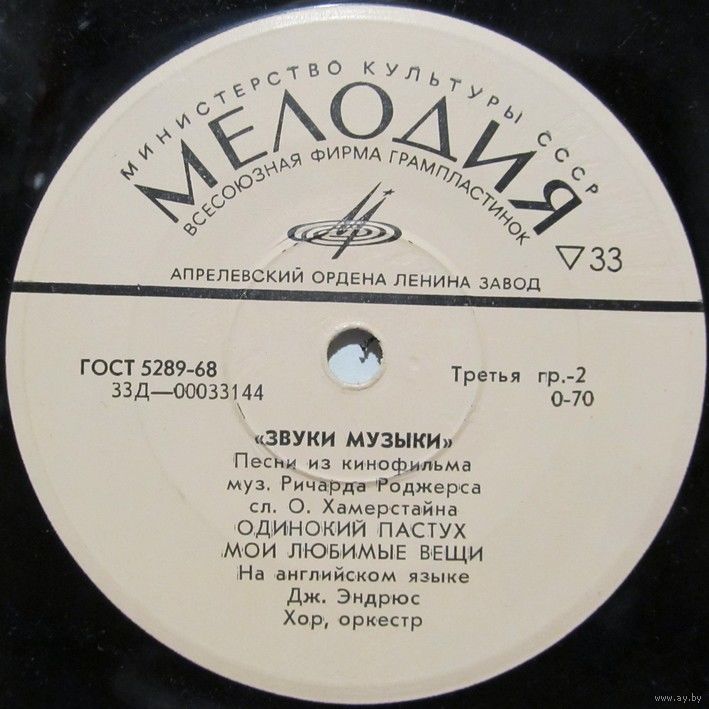 МИНИСТЕРСТВО КУЛЬТУРЫ СССР
МЕЛОДИЯ
ВСЕСОЮЗНАЯ ФИРМА ГРАМПЛАСТИНОК
▽33
АПРЕЛЕВСКИЙ ОРДЕНА ЛЕНИНА ЗАВОД
ГОСТ 5289-68
33Д—00033144
Третья гр.-2
0-70
«ЗВУКИ МУЗЫКИ»
Песни из кинофильма
муз. Ричарда Роджерса
сл. О. Хамерстайна
ОДИНОКИЙ ПАСТУХ
МОИ ЛЮБИМЫЕ ВЕЩИ
На английском языке
Дж. Эндрюс
Хор, оркестр
www.ay.by